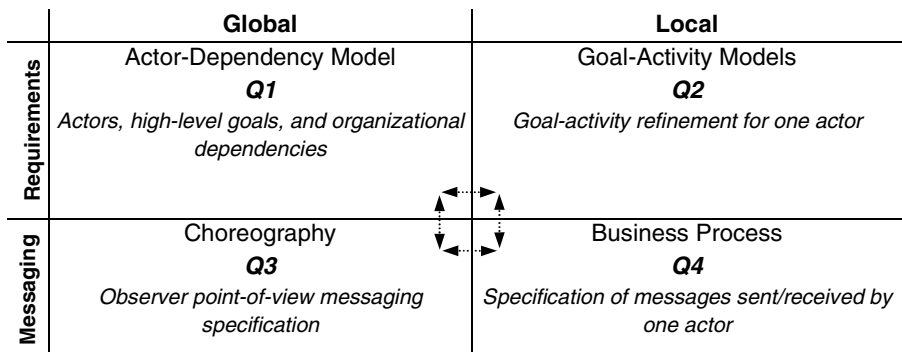 Global
Local
Requirements
Actor-Dependency Model
Q1
Actors, high-level goals, and organizational
dependencies
Goal-Activity Models
Q2
Goal-activity refinement for one actor
Messaging
Choreography
Q3
Observer point-of-view messaging
specification
Business Process
Q4
Specification of messages sent/received by
one actor